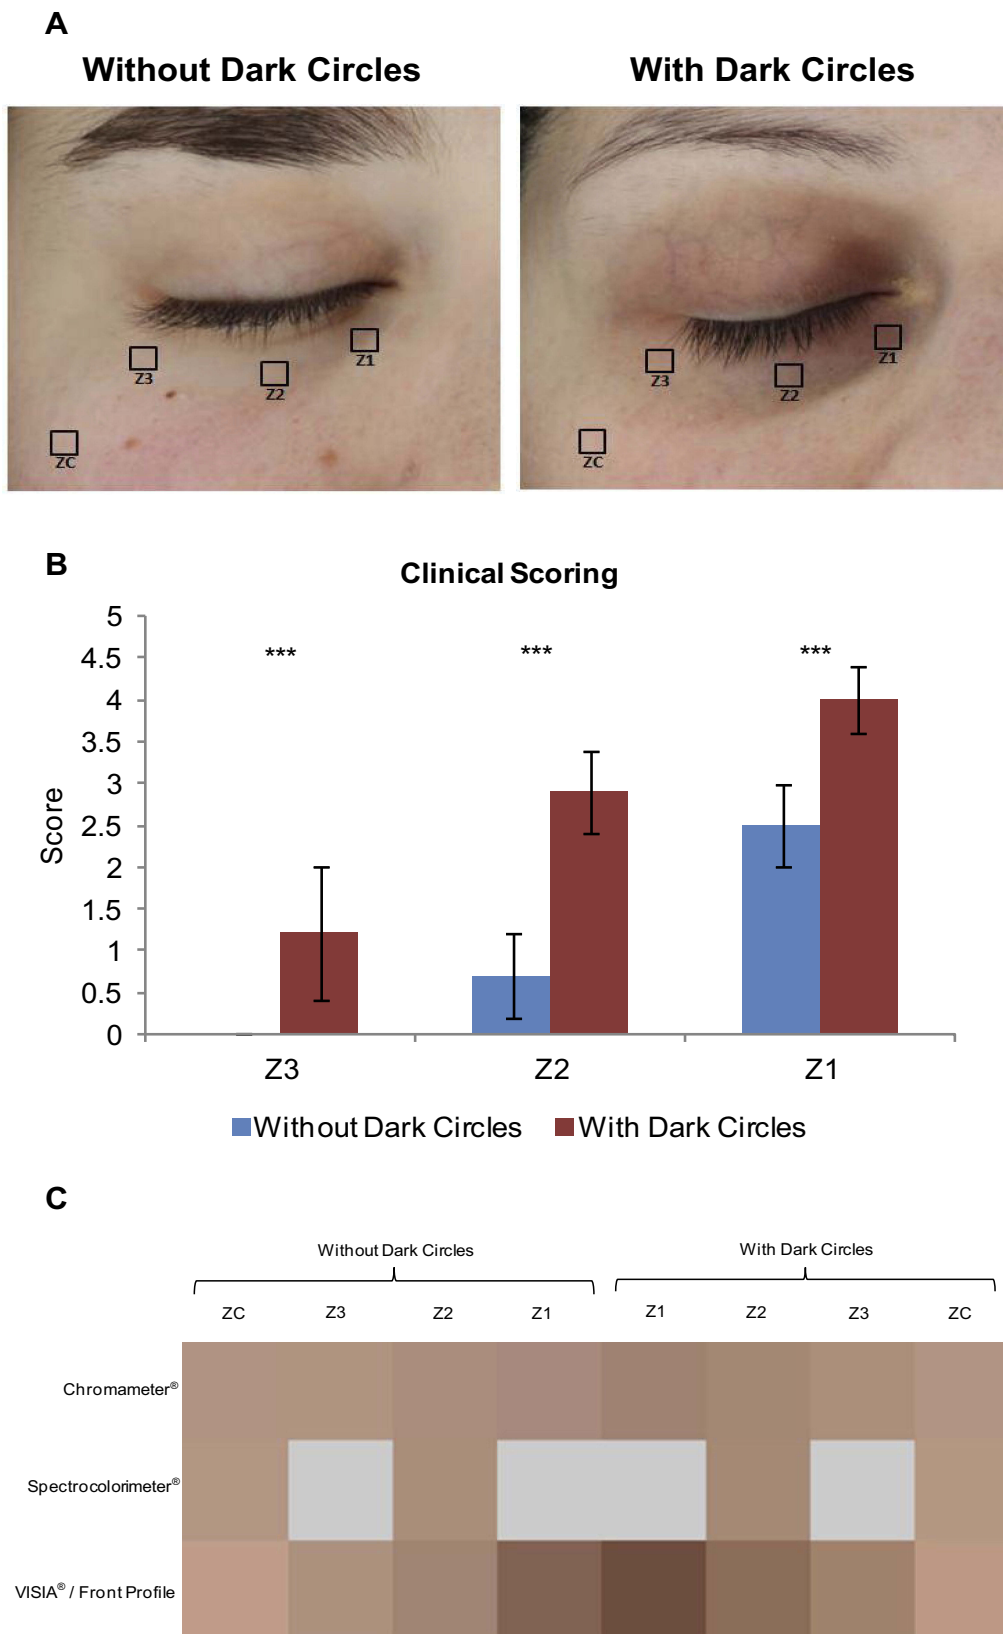 A
Without Dark Circles
With Dark Circles
Z3
Z2
Z1
ZC
Z3
Z2
Z1
ZC
B
Clinical Scoring
5
4.5
4
3.5
3
2.5
2
1.5
1
0.5
0
Score
***
***
***
Z3
Z2
Z1
Without Dark Circles
With Dark Circles
C
Without Dark Circles
With Dark Circles
ZC Z3 Z2 Z1 Z1 Z2 Z3 ZC
Chromameter®
Spectrocolorimeter®
VISIA® / Front Profile